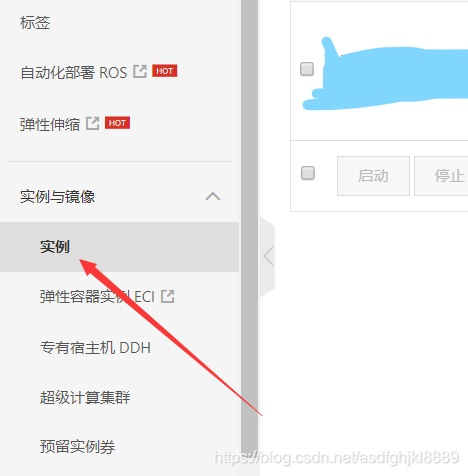 标签
自动化部署 ROS HOT
弹性伸缩 HOT
实例与镜像
实例
弹性容器实例 ECI
专有宿主机 DDH
超级计算集群
预留实例券
启动 停止
https://blog.csdn.net/asdfghjkl8889